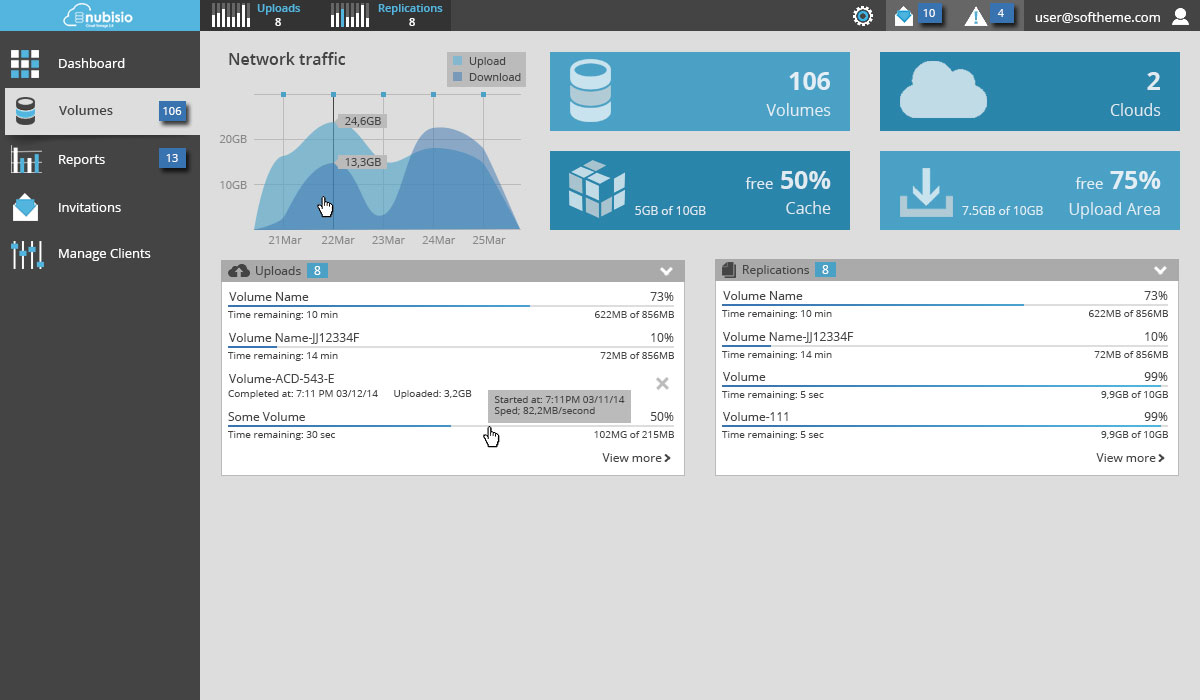 nubisio
Cloud Storage 2.0
Uploads
8
Replications
8
10
4
user@softheme.com
Dashboard
Volumes
106
Reports
13
Invitations
Manage Clients
Network traffic
Upload
Download
24,6GB
20GB
13,3GB
10GB
21Mar 22Mar 23Mar 24Mar 25Mar
106
Volumes
2
Clouds
free 50%
5GB of 10GB
Cache
free 75%
7.5GB of 10GB
Upload Area
Uploads 8
Volume Name 73%
Time remaining: 10 min 622MB of 856MB
Volume Name-JJ12334F 10%
Time remaining: 14 min 72MB of 856MB
Volume-ACD-543-E
Completed at: 7:11 PM 03/12/14 Uploaded: 3,2GB
Started at: 7:11PM 03/11/14
Sped; 82,2MB/second
Some Volume 50%
Time remaining: 30 sec 102MG of 215MB
View more
Replications 8
Volume Name 73%
Time remaining: 10 min 622MB of 856MB
Volume Name-JJ12334F 10%
Time remaining: 14 min 72MB of 856MB
Volume 99%
Time remaining: 5 sec 9,9GB of 10GB
Volume-111 99%
Time remaining: 5 sec 9,9GB of 10GB
View more